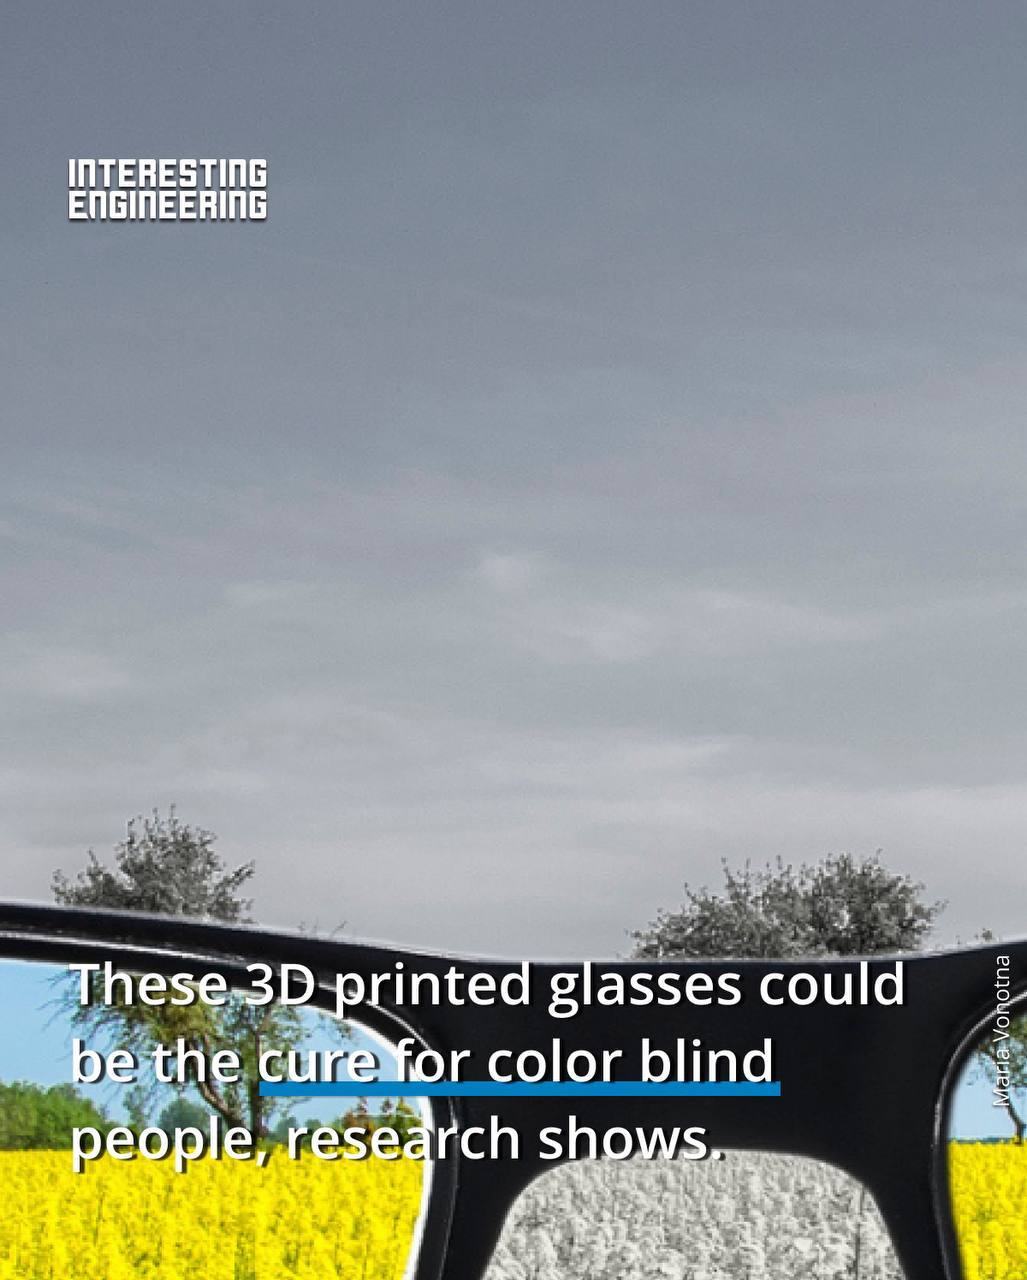 INTERESTING
ENGINEERING
These 3D printed glasses could
be the cure for color blind
people, research shows.
Maria Vonotna